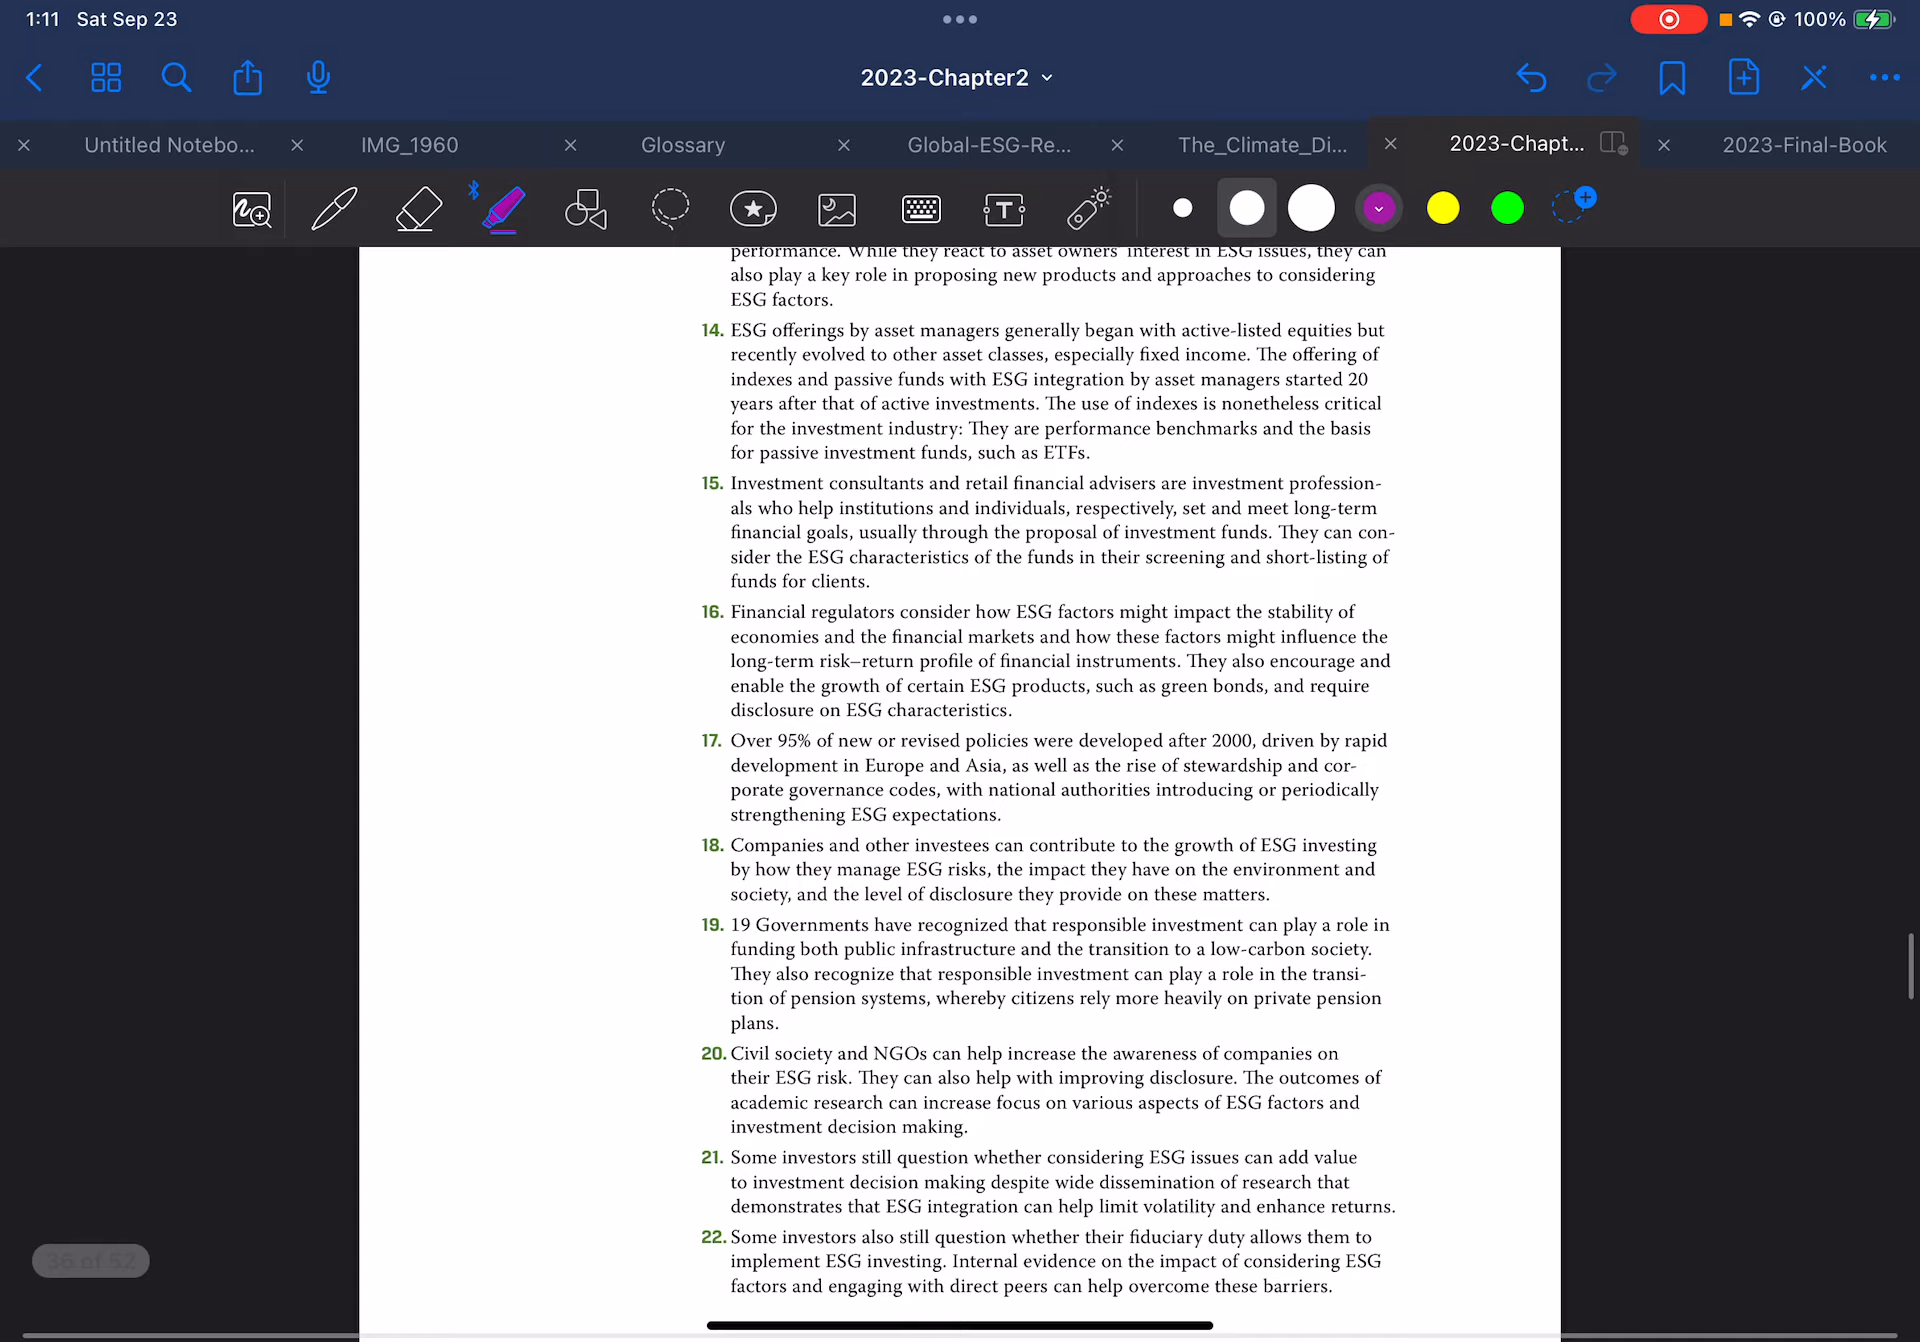 1:11 Sat Sep 23
100%
2023-Chapter2
Untitled Notebo...
IMG_1960
Glossary
Global-ESG-Re...
The_Climate_Di...
2023-Chapt...
2023-Final-Book
performance. While they react to asset owners' interest in ESG issues, they can
also play a key role in proposing new products and approaches to considering
ESG factors.
14. ESG offerings by asset managers generally began with active-listed equities but
recently evolved to other asset classes, especially fixed income. The offering of
indexes and passive funds with ESG integration by asset managers started 20
years after that of active investments. The use of indexes is nonetheless critical
for the investment industry: They are performance benchmarks and the basis
for passive investment funds, such as ETFs.
15. Investment consultants and retail financial advisers are investment profession-
als who help institutions and individuals, respectively, set and meet long-term
financial goals, usually through the proposal of investment funds. They can con-
sider the ESG characteristics of the funds in their screening and short-listing of
funds for clients.
16. Financial regulators consider how ESG factors might impact the stability of
economies and the financial markets and how these factors might influence the
long-term risk–return profile of financial instruments. They also encourage and
enable the growth of certain ESG products, such as green bonds, and require
disclosure on ESG characteristics.
17. Over 95% of new or revised policies were developed after 2000, driven by rapid
development in Europe and Asia, as well as the rise of stewardship and cor-
porate governance codes, with national authorities introducing or periodically
strengthening ESG expectations.
18. Companies and other investees can contribute to the growth of ESG investing
by how they manage ESG risks, the impact they have on the environment and
society, and the level of disclosure they provide on these matters.
19. 19 Governments have recognized that responsible investment can play a role in
funding both public infrastructure and the transition to a low-carbon society.
They also recognize that responsible investment can play a role in the transi-
tion of pension systems, whereby citizens rely more heavily on private pension
plans.
20. Civil society and NGOs can help increase the awareness of companies on
their ESG risk. They can also help with improving disclosure. The outcomes of
academic research can increase focus on various aspects of ESG factors and
investment decision making.
21. Some investors still question whether considering ESG issues can add value
to investment decision making despite wide dissemination of research that
demonstrates that ESG integration can help limit volatility and enhance returns.
22. Some investors also still question whether their fiduciary duty allows them to
implement ESG investing. Internal evidence on the impact of considering ESG
factors and engaging with direct peers can help overcome these barriers.
36 of 52